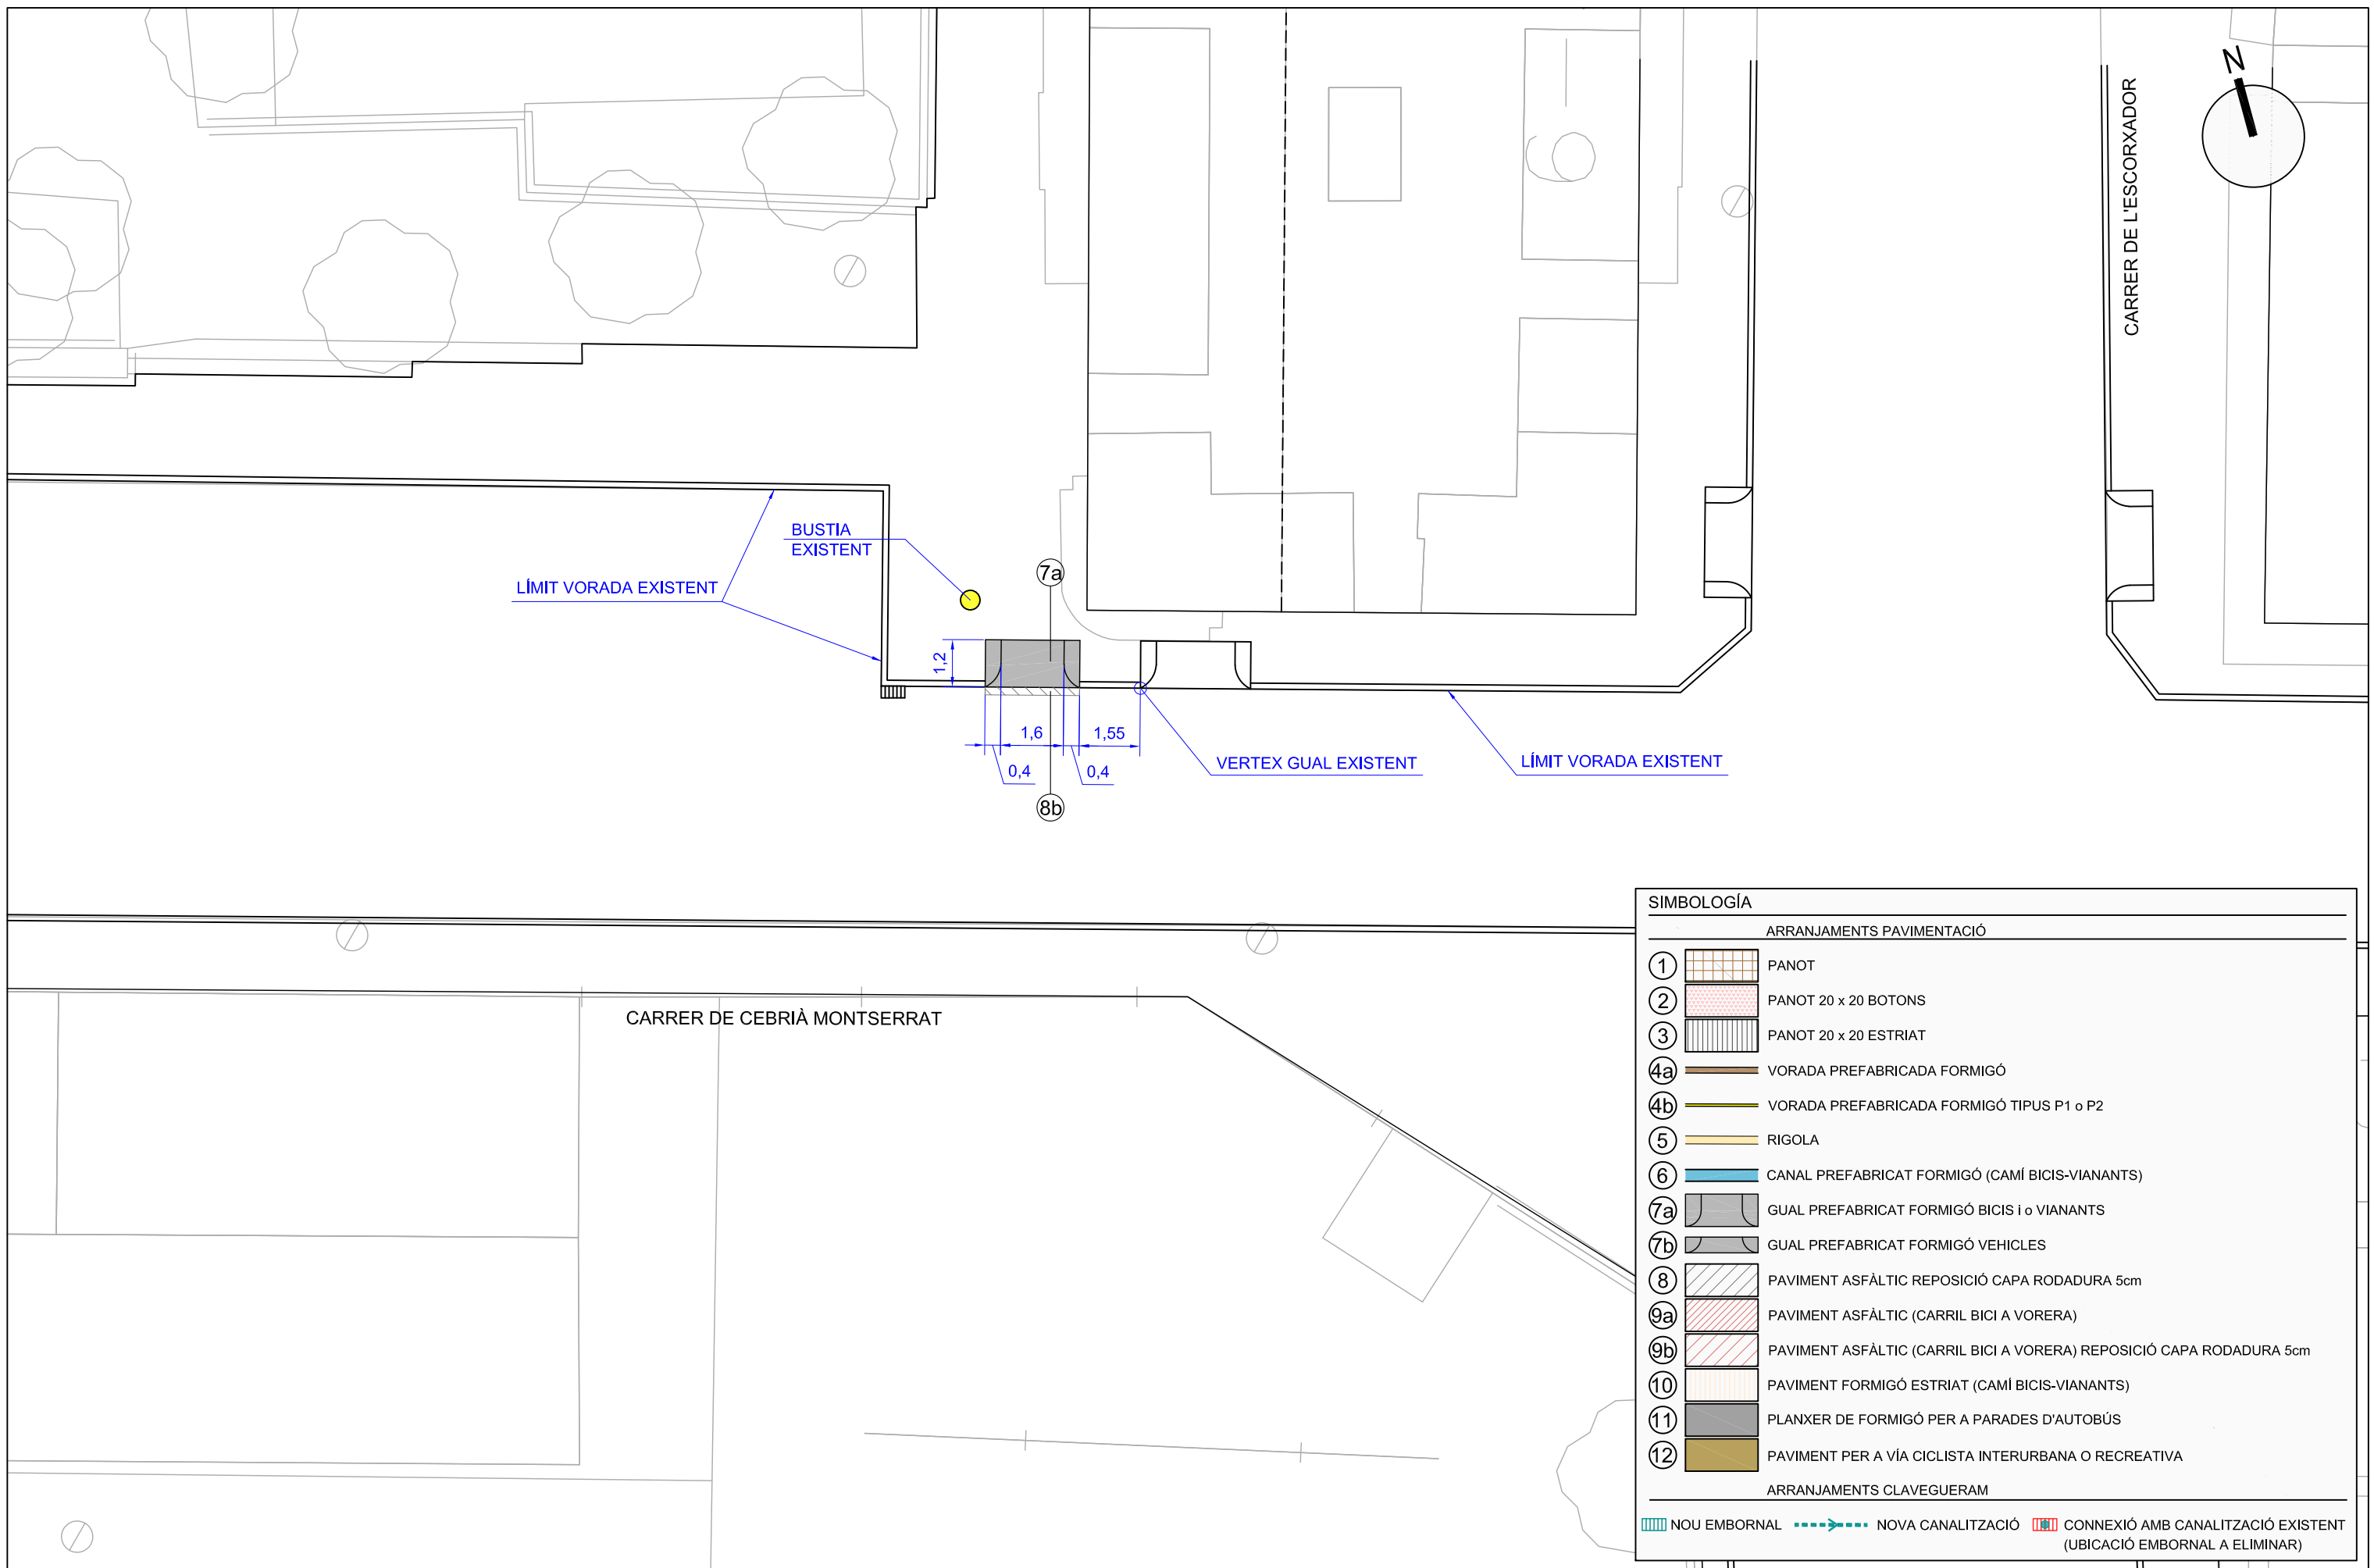 N
CARRER DE L'ESCORXADOR
BUSTIA
EXISTENT
7a
LÍMIT VORADA EXISTENT
1,2
1,6
1,55
0,4
0,4
VERTEX GUAL EXISTENT
LÍMIT VORADA EXISTENT
8b
CARRER DE CEBRIÀ MONTSERRAT
SIMBOLOGÍA
ARRANJAMENTS PAVIMENTACIÓ
1 PANOT
2 PANOT 20 x 20 BOTONS
3 PANOT 20 x 20 ESTRIAT
4a VORADA PREFABRICADA FORMIGÓ
4b VORADA PREFABRICADA FORMIGÓ TIPUS P1 o P2
5 RIGOLA
6 CANAL PREFABRICAT FORMIGÓ (CAMÍ BICIS-VIANANTS)
7a GUAL PREFABRICAT FORMIGÓ BICIS i o VIANANTS
7b GUAL PREFABRICAT FORMIGÓ VEHICLES
8 PAVIMENT ASFÀLTIC REPOSICIÓ CAPA RODADURA 5cm
9a PAVIMENT ASFÀLTIC (CARRIL BICI A VORERA)
9b PAVIMENT ASFÀLTIC (CARRIL BICI A VORERA) REPOSICIÓ CAPA RODADURA 5cm
10 PAVIMENT FORMIGÓ ESTRIAT (CAMÍ BICIS-VIANANTS)
11 PLANXER DE FORMIGÓ PER A PARADES D'AUTOBÚS
12 PAVIMENT PER A VÍA CICLISTA INTERURBANA O RECREATIVA
ARRANJAMENTS CLAVEGUERAM
NOU EMBORNAL NOVA CANALITZACIÓ CONNEXIÓ AMB CANALITZACIÓ EXISTENT
(UBICACIÓ EMBORNAL A ELIMINAR)